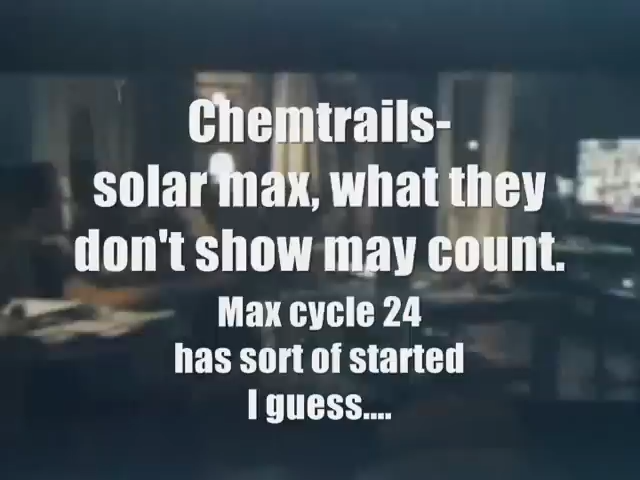 Chemtrails-
solar max, what they
don't show may count.
Max cycle 24
has sort of started
I guess....